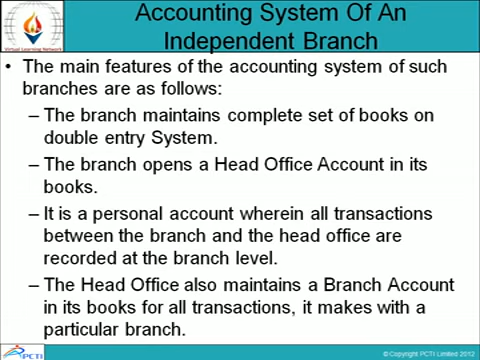 Accounting System Of An
Independent Branch
Virtual Learning Network
• The main features of the accounting system of such
branches are as follows:
– The branch maintains complete set of books on
double entry System.
– The branch opens a Head Office Account in its
books.
– It is a personal account wherein all transactions
between the branch and the head office are
recorded at the branch level.
– The Head Office also maintains a Branch Account
in its books for all transactions, it makes with a
particular branch.
PCTI
© Copyright PCTI Limited 2012